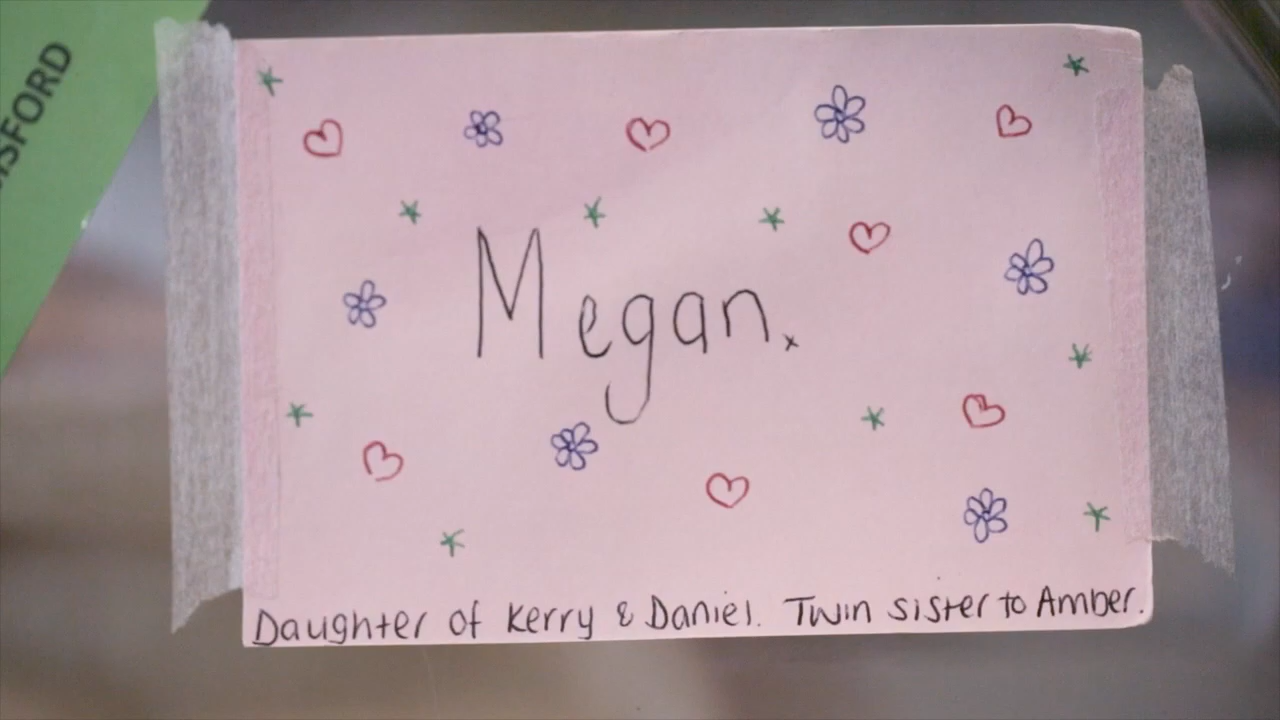 SFORD
Megan.x
Daughter of Kerry & Daniel. Twin sister to Amber.